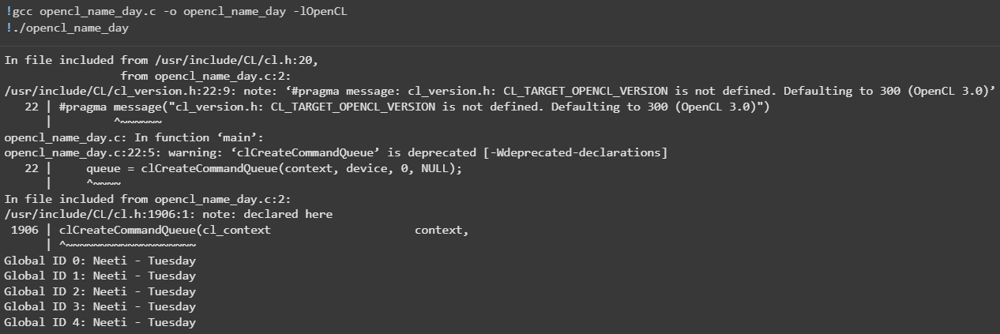 !gcc opencl_name_day.c -o opencl_name_day -lOpenCL
!./opencl_name_day
In file included from /usr/include/CL/cl.h:20,
                 from opencl_name_day.c:2:
/usr/include/CL/cl_version.h:22:9: note: ‘#pragma message: cl_version.h: CL_TARGET_OPENCL_VERSION is not defined. Defaulting to 300 (OpenCL 3.0)’
   22 | #pragma message("cl_version.h: CL_TARGET_OPENCL_VERSION is not defined. Defaulting to 300 (OpenCL 3.0)")
      |         ^~~~~~~
opencl_name_day.c: In function ‘main’:
opencl_name_day.c:22:5: warning: ‘clCreateCommandQueue’ is deprecated [-Wdeprecated-declarations]
   22 |     queue = clCreateCommandQueue(context, device, 0, NULL);
      |     ^~~~~
In file included from opencl_name_day.c:2:
/usr/include/CL/cl.h:1906:1: note: declared here
 1906 | clCreateCommandQueue(cl_context                     context,
      | ^~~~~~~~~~~~~~~~~~~~
Global ID 0: Neeti - Tuesday
Global ID 1: Neeti - Tuesday
Global ID 2: Neeti - Tuesday
Global ID 3: Neeti - Tuesday
Global ID 4: Neeti - Tuesday